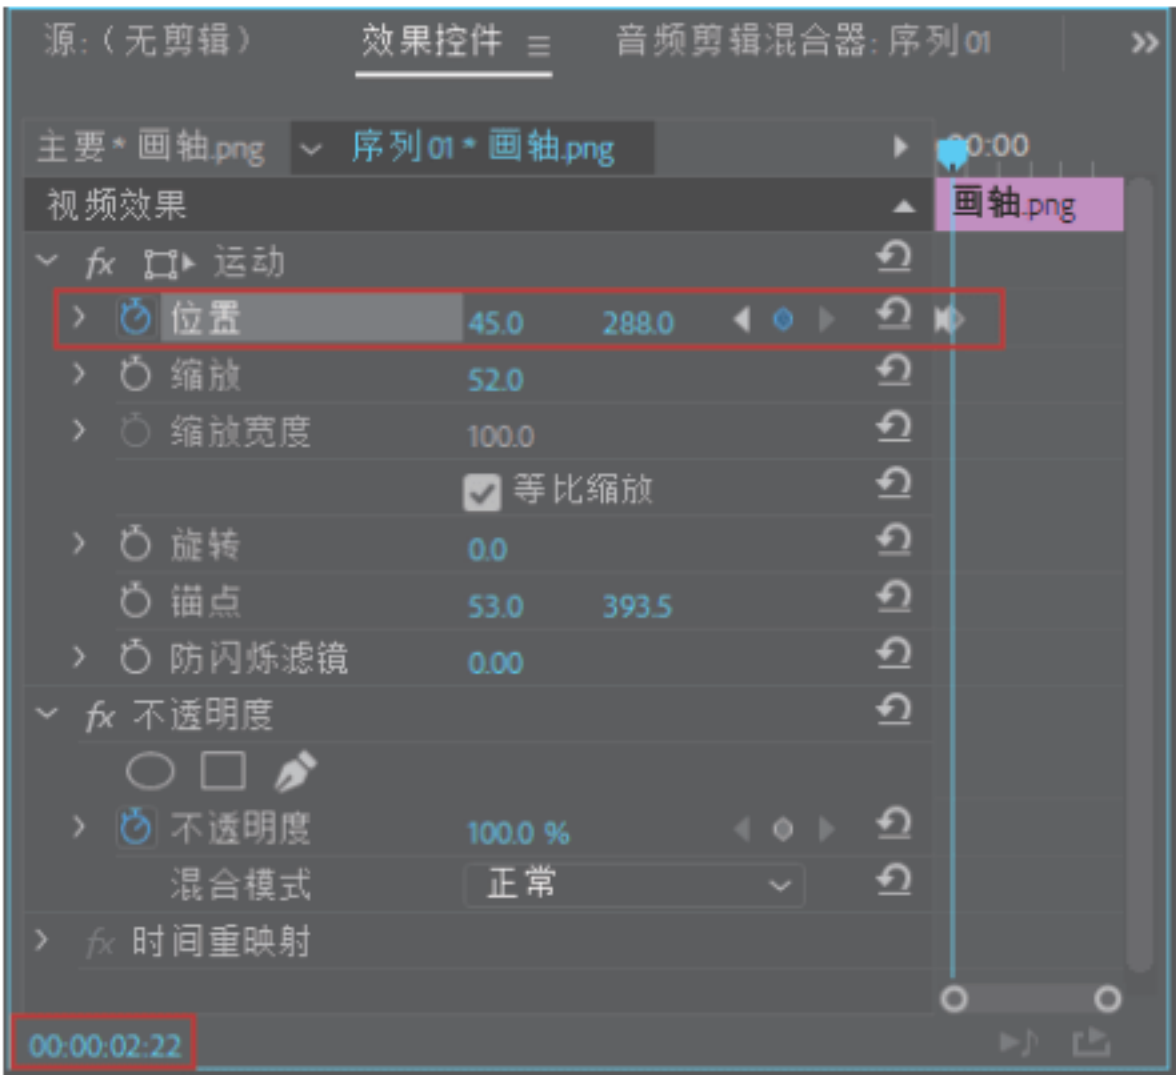 源:（无剪辑） 效果控件 音频剪辑混合器: 序列 01
主要 * 画轴.png 序列 01 * 画轴.png 00:00
视频效果 画轴.png
fx 运动
位置 45.0 288.0
缩放 52.0
缩放宽度 100.0
等比缩放
旋转 0.0
锚点 53.0 393.5
防闪烁滤镜 0.00
fx 不透明度
不透明度 100.0 %
混合模式 正常
fx 时间重映射
00:00:02:22